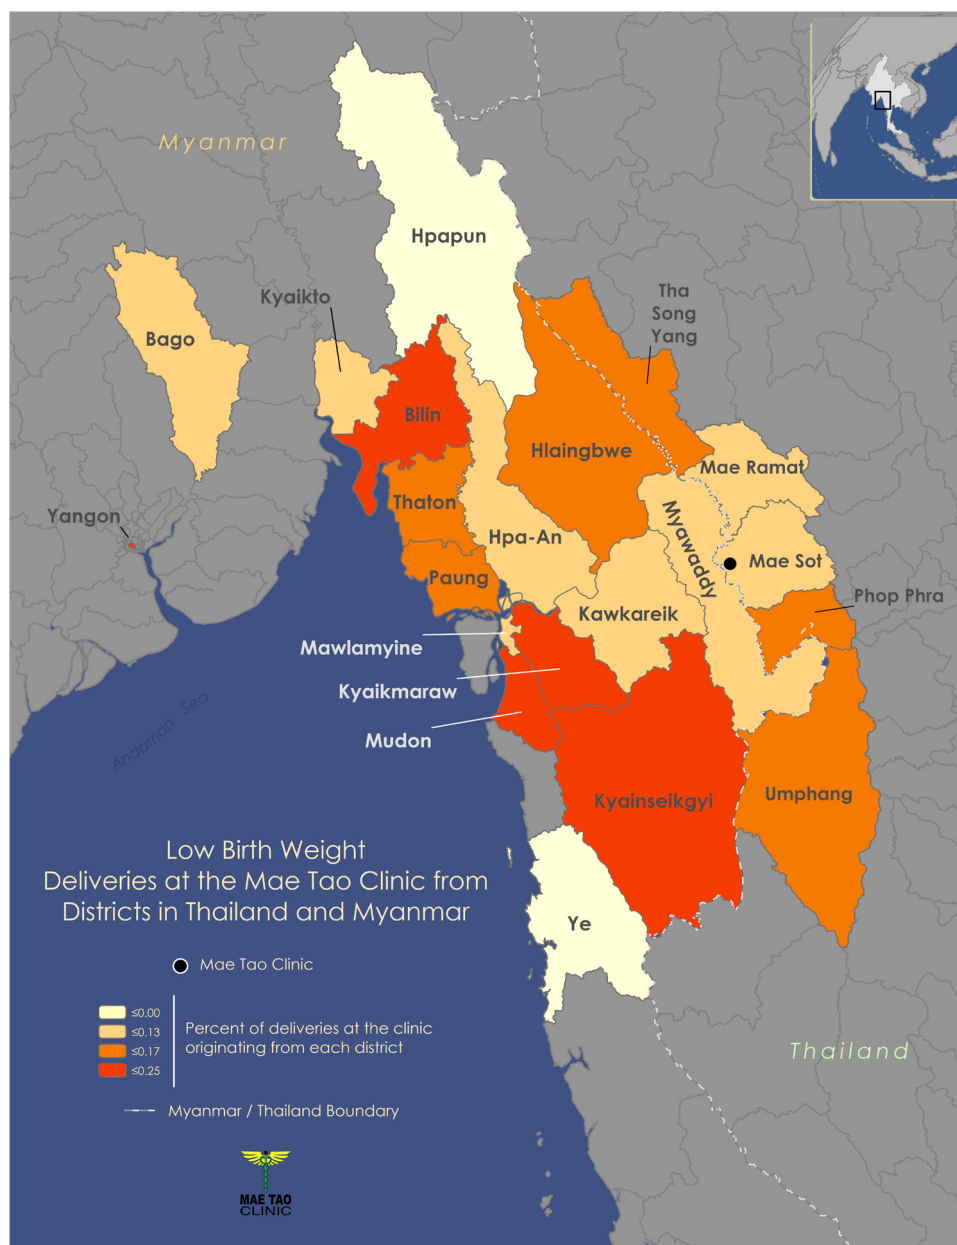 Myanmar
Hpapun
Kyaikto
Tha
Song
Yang
Bago
Bilin
Hlaingbwe
Mae Ramat
Thaton
Yangon
Hpa-An
Myawaddy
Mae Sot
Paung
Phop Phra
Kawkareik
Mawlamyine
Kyaikmaraw
Andaman Sea
Mudon
Kyainseikgyi
Umphang
Low Birth Weight
Deliveries at the Mae Tao Clinic from
Districts in Thailand and Myanmar
Ye
Mae Tao Clinic
≤0.00
≤0.13
≤0.17
≤0.25
Percent of deliveries at the clinic
originating from each district
Thailand
Myanmar / Thailand Boundary
MAE TAO
CLINIC